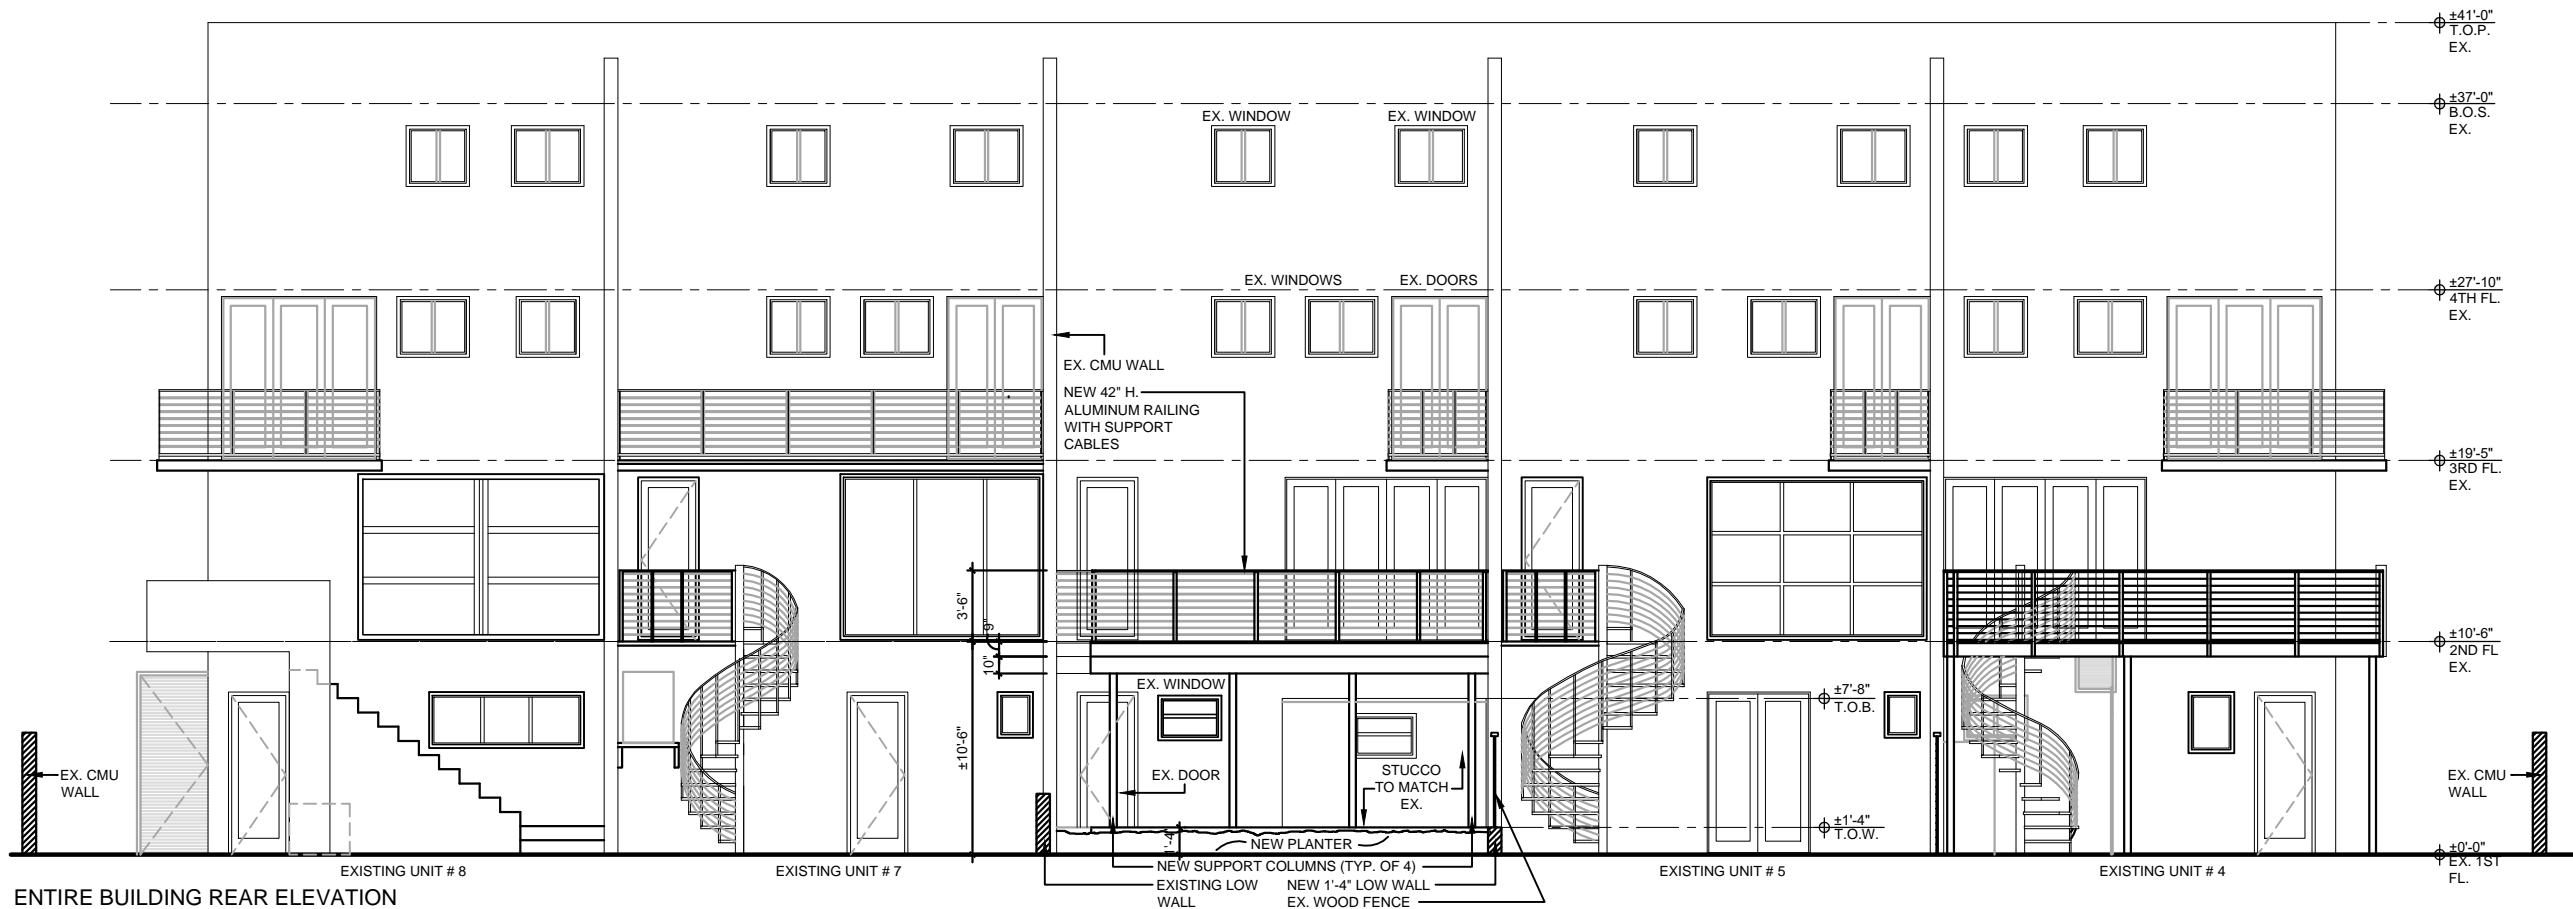 ±41'-0"
T.O.P.
EX.
±37'-0"
B.O.S.
EX.
EX. WINDOW
EX. WINDOW
EX. WINDOWS
EX. DOORS
±27'-10"
4TH FL.
EX.
EX. CMU WALL
NEW 42" H.
ALUMINUM RAILING
WITH SUPPORT
CABLES
±19'-5"
3RD FL.
EX.
3'-6"
9"
10"
±10'-6"
±10'-6"
2ND FL
EX.
EX. WINDOW
±7'-8"
T.O.B.
EX. CMU
WALL
EX. DOOR
STUCCO
TO MATCH
EX.
EX. CMU
WALL
±1'-4"
T.O.W.
1'-4"
NEW PLANTER
±0'-0"
EX. 1ST
FL.
EXISTING UNIT # 8
EXISTING UNIT # 7
NEW SUPPORT COLUMNS (TYP. OF 4)
EXISTING UNIT # 5
EXISTING UNIT # 4
EXISTING LOW
WALL
NEW 1'-4" LOW WALL
EX. WOOD FENCE
ENTIRE BUILDING REAR ELEVATION